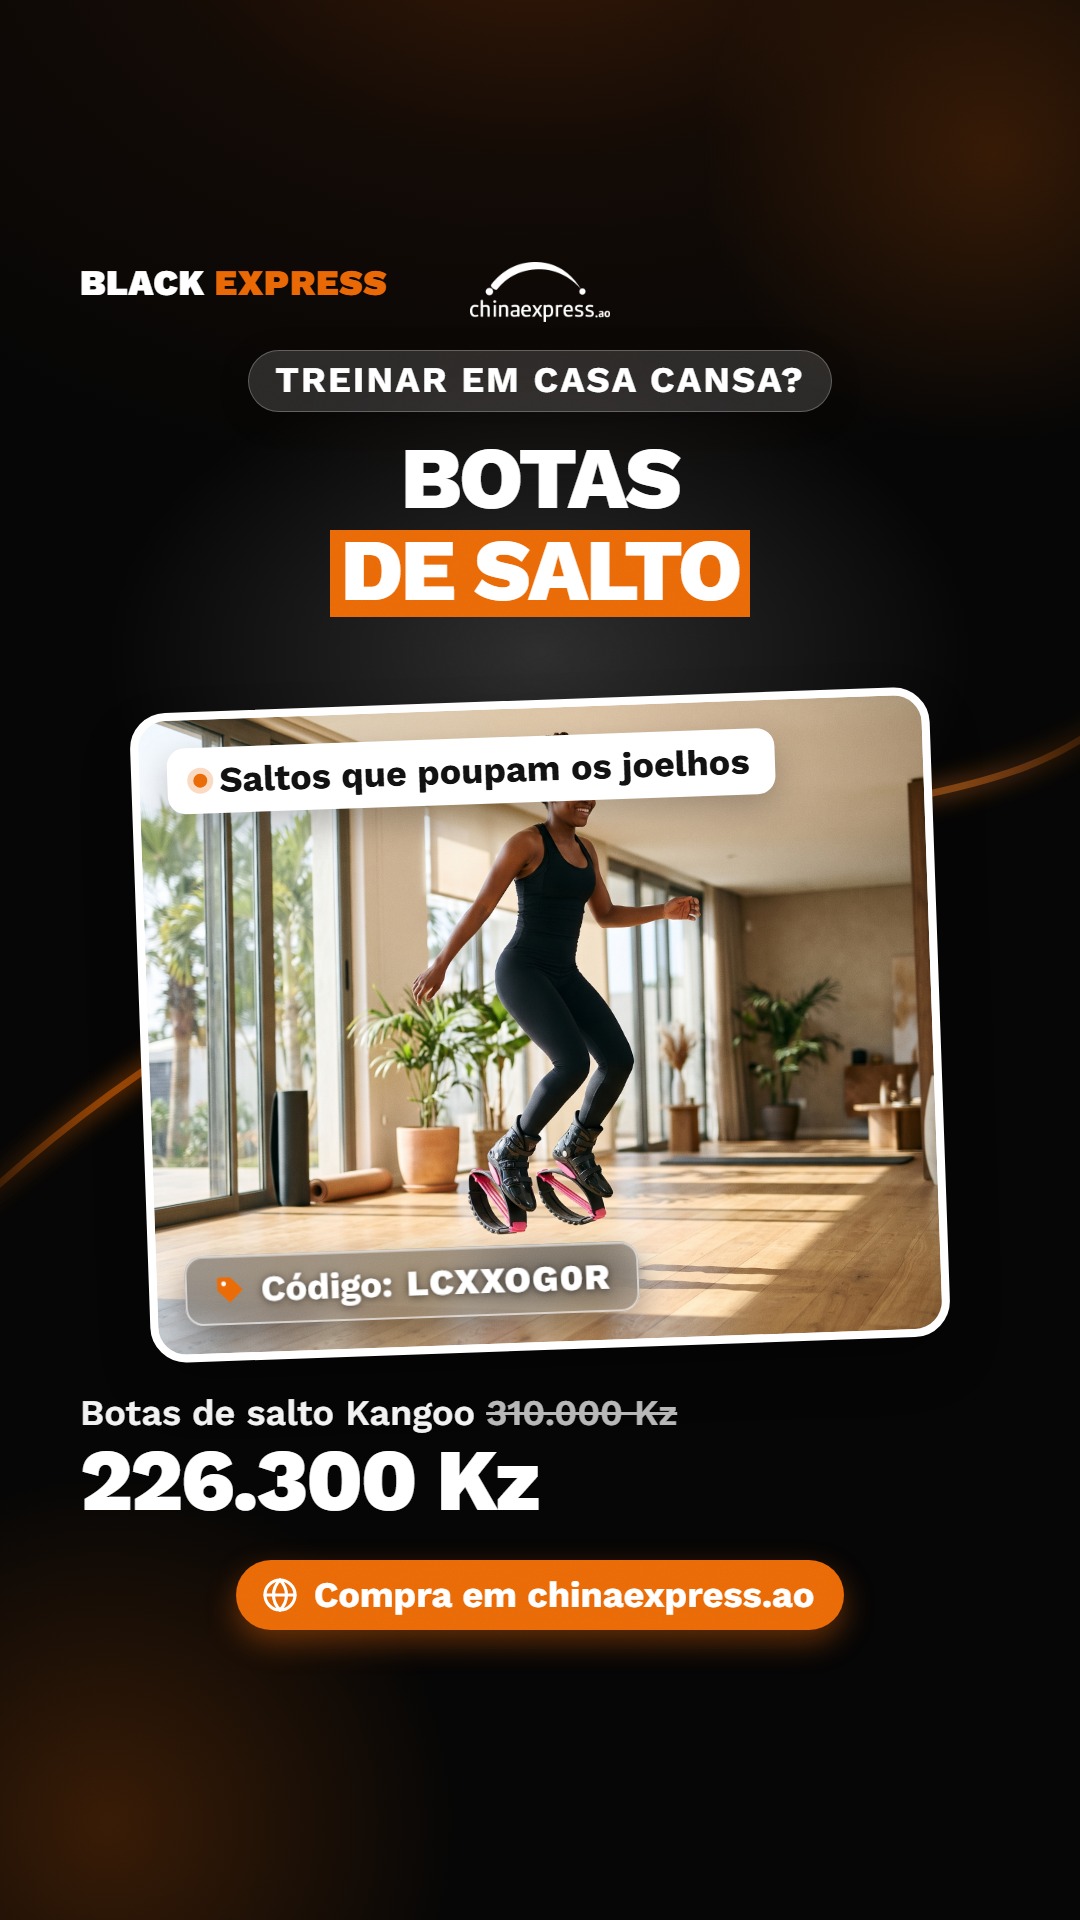 BLACK EXPRESS
chinaexpress.ao
TREINAR EM CASA CANSA?
BOTAS
DE SALTO
Saltos que poupam os joelhos
Código: LCXXOG0R
Botas de salto Kangoo 310.000 Kz
226.300 Kz
Compra em chinaexpress.ao